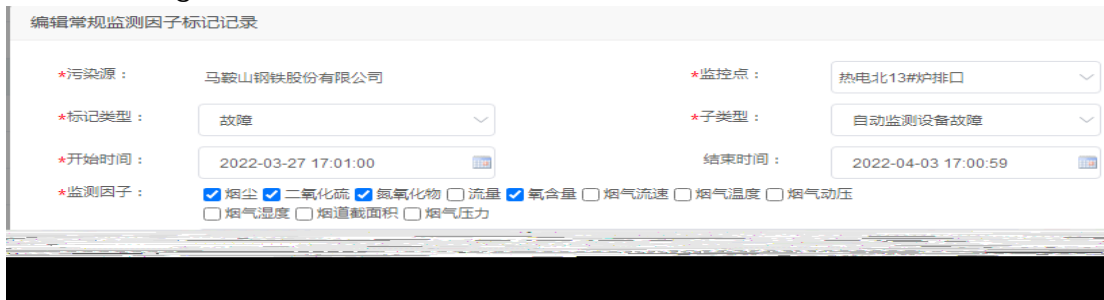 编辑常规监测因子标记记录
*污染源： 马鞍山钢铁股份有限公司 *监控点： 热电北13#炉排口
*标记类型： 故障 *子类型： 自动监测设备故障
*开始时间： 2022-03-27 17:01:00 结束时间： 2022-04-03 17:00:59
*监测因子： 烟尘 二氧化硫 氮氧化物 流量 氧含量 烟气流速 烟气温度 烟气动压
烟气湿度 烟道截面积 烟气压力